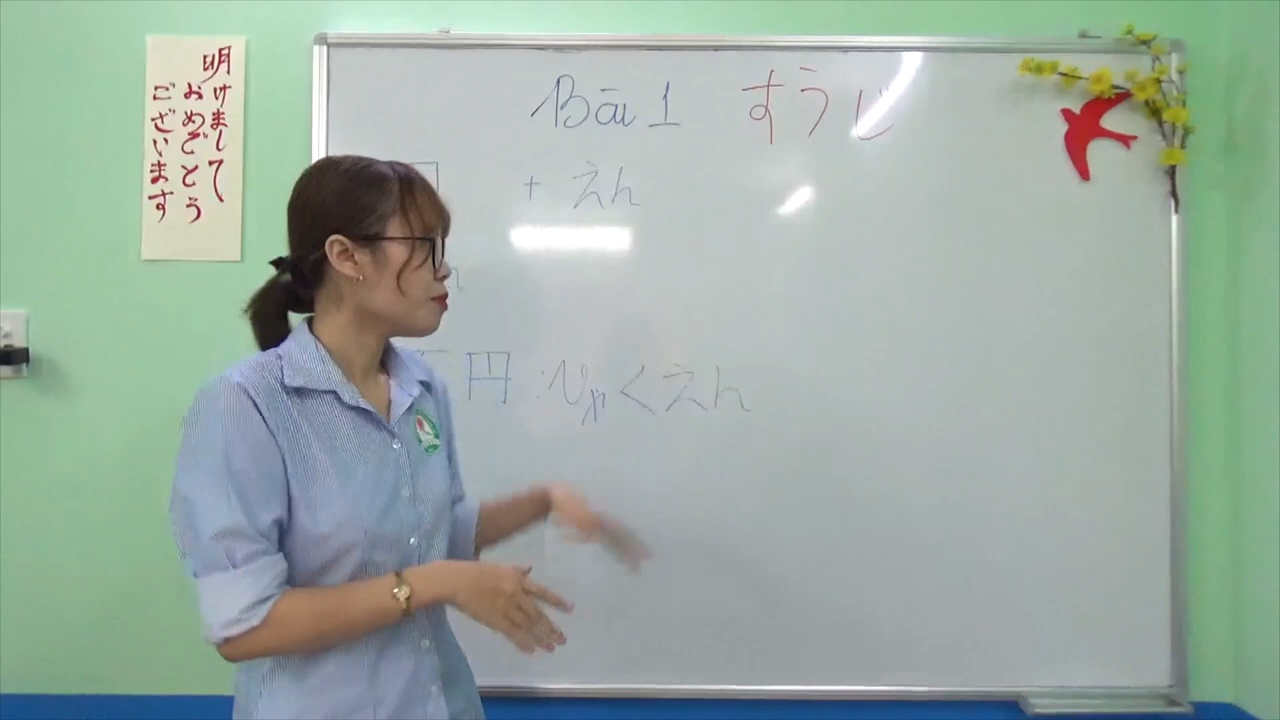 明けまして
おめでとう
ございます
Bài 1 すうじ
+ えん
円 : ひゃくえん